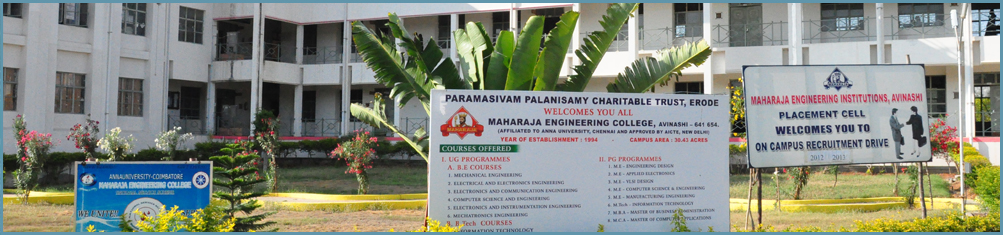 ANNAUNIVERSITY-COIMBATORE
MAHARAJA ENGINEERING COLLEGE
PARAMASIVAM PALANISAMY CHARITABLE TRUST, ERODE
WELCOMES YOU ALL
MAHARAJA ENGINEERING COLLEGE, AVINASHI - 641 654.
(AFFILIATED TO ANNA UNIVERSITY, CHENNAI AND APPROVED BY AICTE, NEW DELHI)
YEAR OF ESTABLISHMENT : 1994 CAMPUS AREA : 30.43 ACRES
COURSES OFFERED
I. UG PROGRAMMES
A. B.E COURSES
1. MECHANICAL ENGINEERING
2. ELECTRICAL AND ELECTRONICS ENGINEERING
3. ELECTRONICS AND COMMUNICATION ENGINEERING
4. COMPUTER SCIENCE AND ENGINEERING
5. ELECTRONICS AND INSTRUMENTATION ENGINEERING
6. MECHATRONICS ENGINEERING
B. B Tech COURSES
INFORMATION TECHNOLOGY
II. PG PROGRAMMES
1. M.E - ENGINEERING DESIGN
2. M.E - APPLIED ELECTRONICS
3. M.E - VLSI DESIGN
4. M.E - COMPUTER SCIENCE & ENGINEERING
5. M.E - MANUFACTURING ENGINEERING
6. M.Tech - INFORMATION TECHNOLOGY
7. M.B.A - MASTER OF BUSINESS ADMINISTRATION
8. M.C.A - MASTER OF COMPUTER APPLICATIONS
MAHARAJA ENGINEERING INSTITUTIONS, AVINASHI
PLACEMENT CELL
WELCOMES YOU TO
ON CAMPUS RECRUITMENT DRIVE
2012 2013